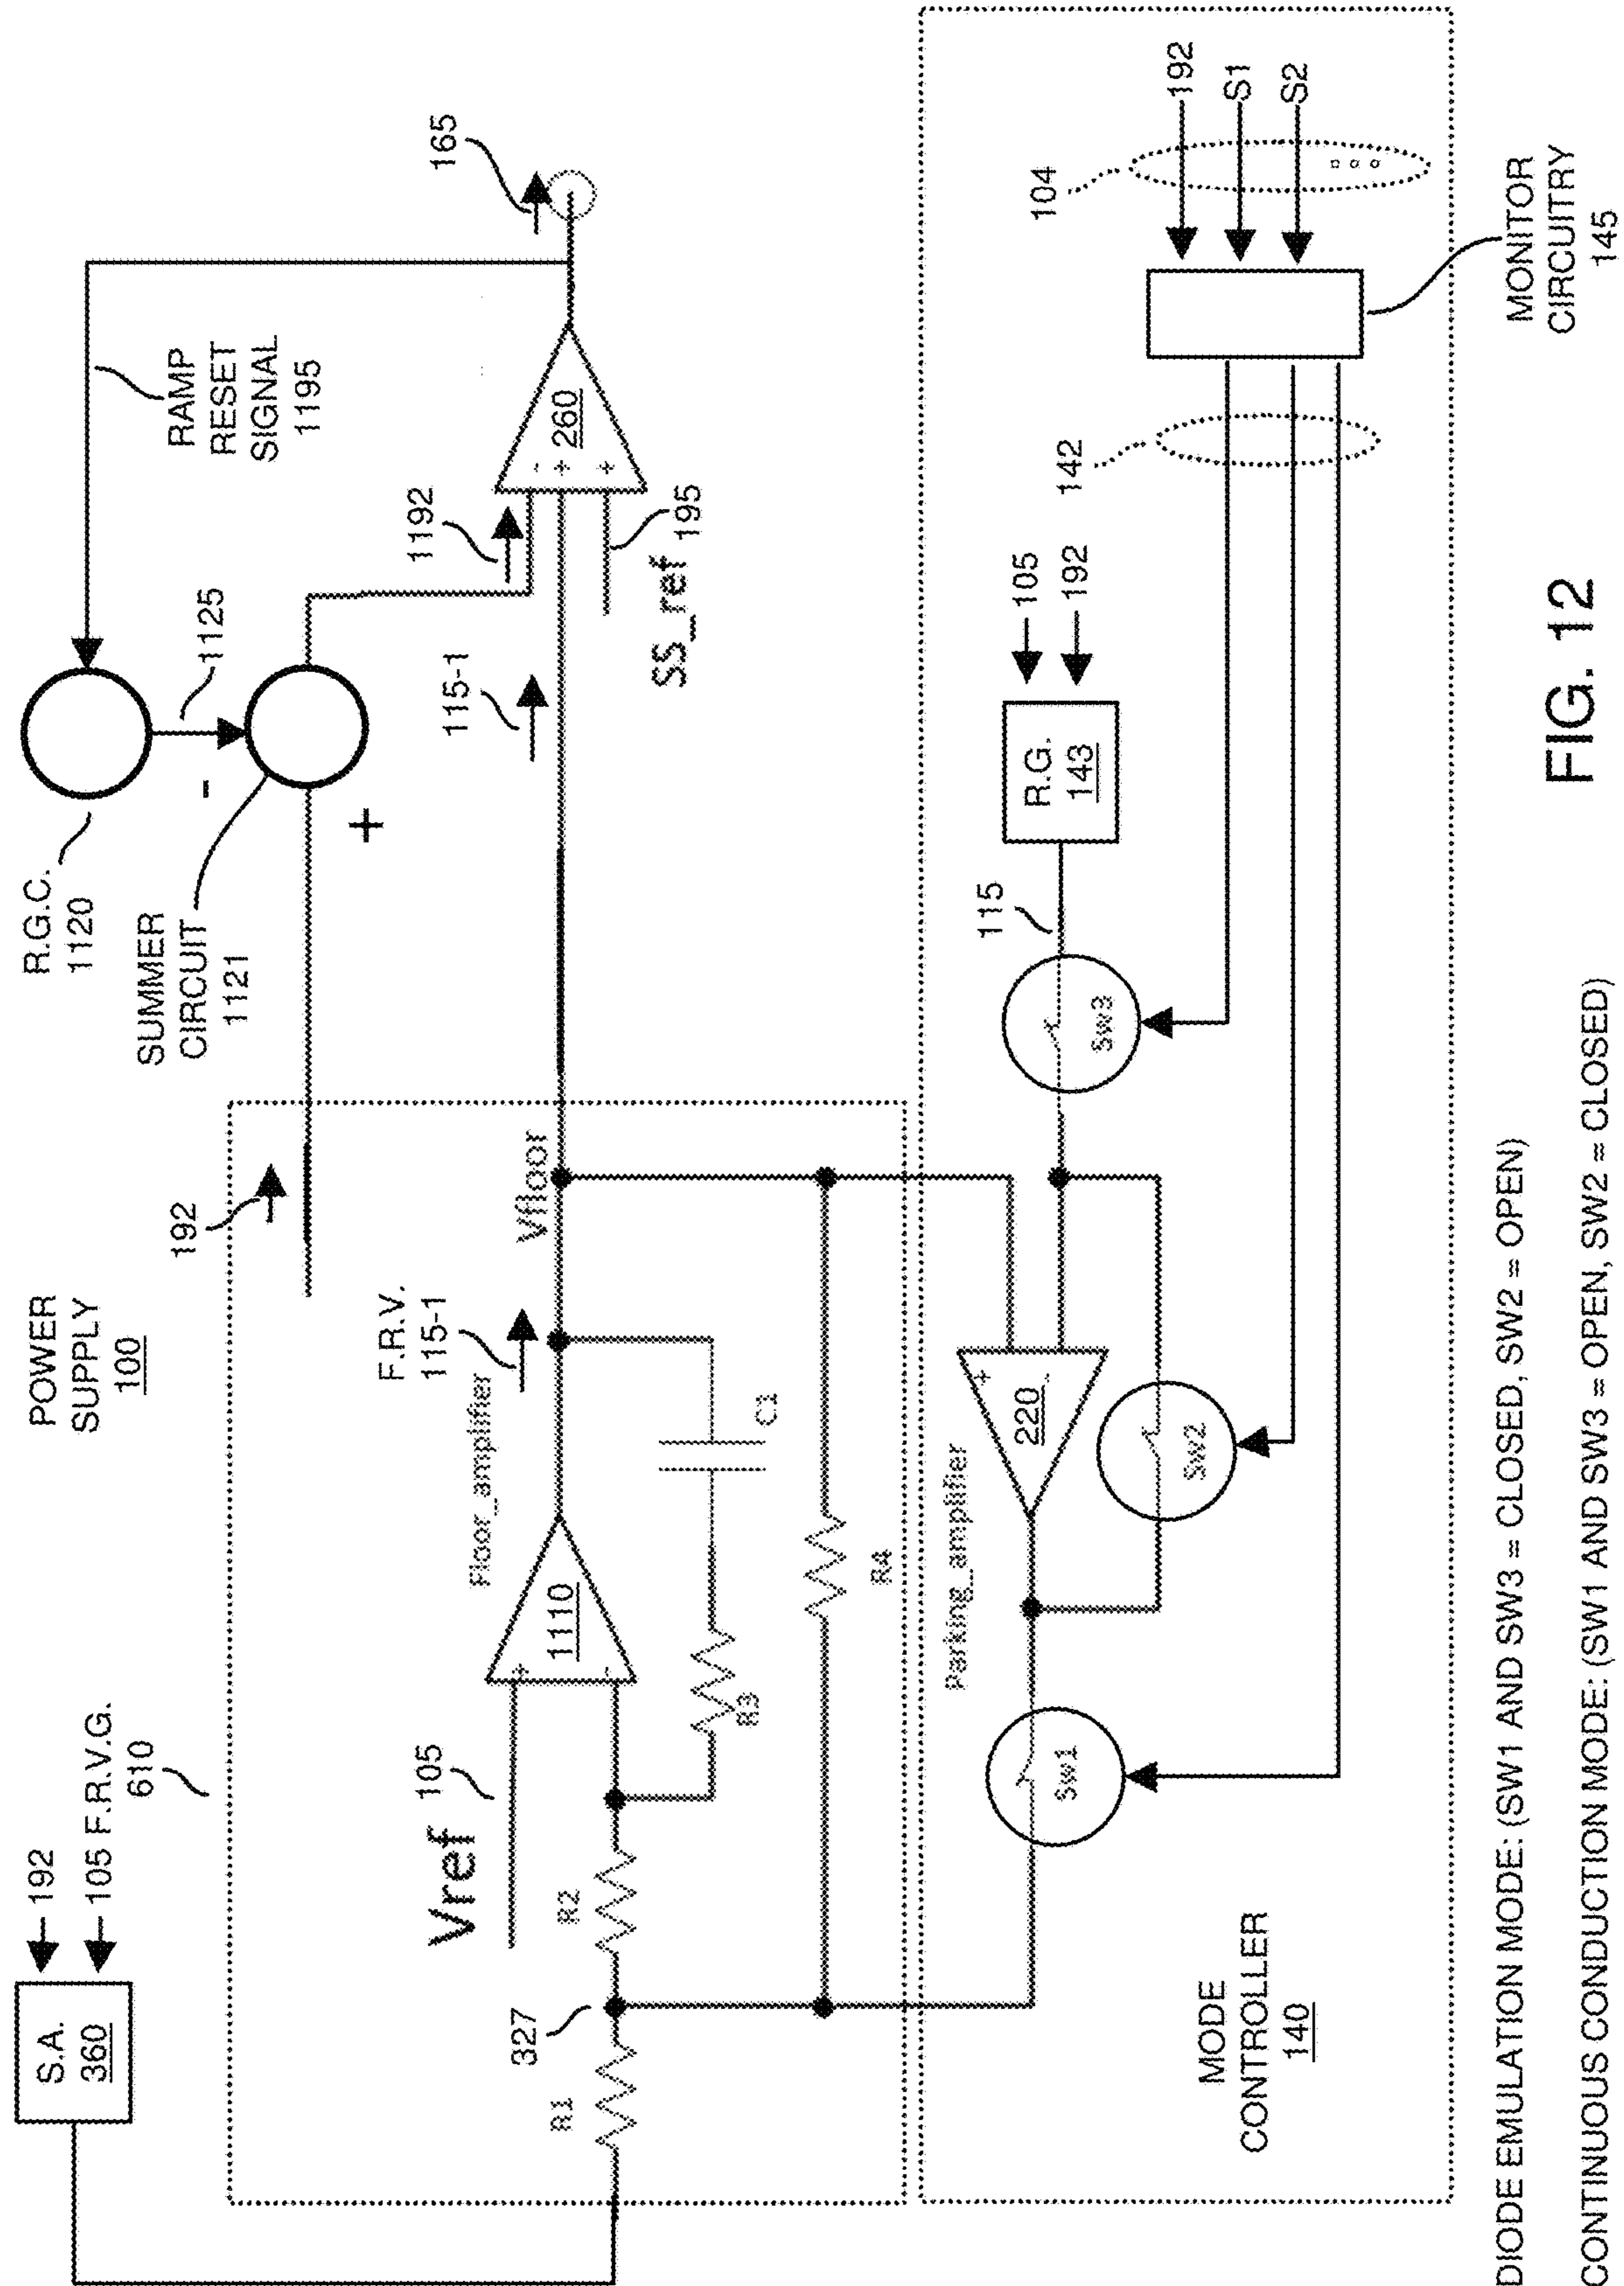 POWER
SUPPLY
100
S.A.
360
192
105
F.R.V.G.
610
R.G.C.
1120
SUMMER
CIRCUIT
1121
-
+
1125
RAMP
RESET
SIGNAL
1195
192
Vref
105
+
-
1110
Floor_amplifier
F.R.V.
115-1
Vfloor
115-1
1192
-
+
+
260
165
SS_ref
195
327
R1
R2
R3
C1
R4
Parking_amplifier
+
-
220
Sw1
Sw2
Sw3
115
R.G.
143
105
192
142
104
192
S1
S2
MONITOR
CIRCUITRY
145
MODE
CONTROLLER
140
DIODE EMULATION MODE: (SW1 AND SW3 = CLOSED, SW2 = OPEN)
CONTINUOUS CONDUCTION MODE: (SW1 AND SW3 = OPEN, SW2 = CLOSED)
FIG. 12